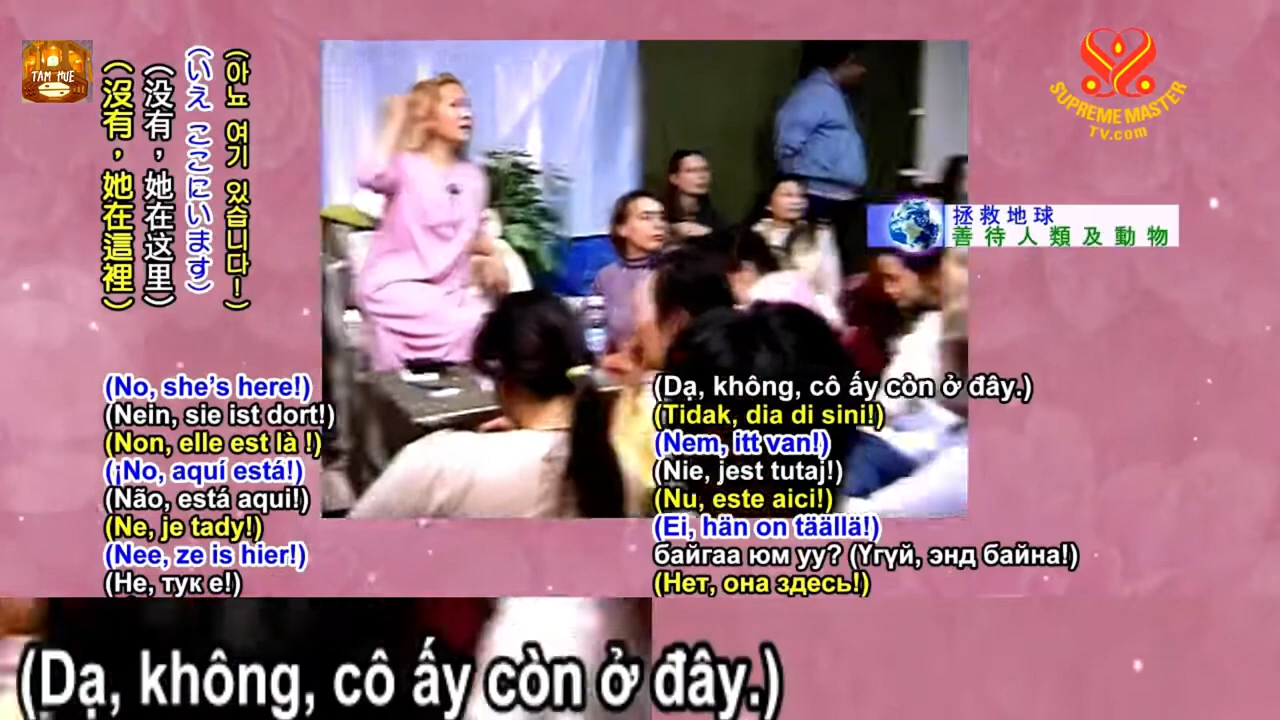 TAM HUE
(沒有，她在這裡)
(没有，她在这里)
(いえ ここにいます)
(아뇨 여기 있습니다!)
SUPREME MASTER
TV.com
拯救地球
善待人類及動物
(No, she's here!)
(Nein, sie ist dort!)
(Non, elle est là !)
(¡No, aquí está!)
(Não, está aqui!)
(Ne, je tady!)
(Nee, ze is hier!)
(Не, тук е!)
(Dạ, không, cô ấy còn ở đây.)
(Tidak, dia di sini!)
(Nem, itt van!)
(Nie, jest tutaj!)
(Nu, este aici!)
(Ei, hän on täällä!)
байгаа юм уу? (Үгүй, энд байна!)
(Нет, она здесь!)
(Dạ, không, cô ấy còn ở đây.)